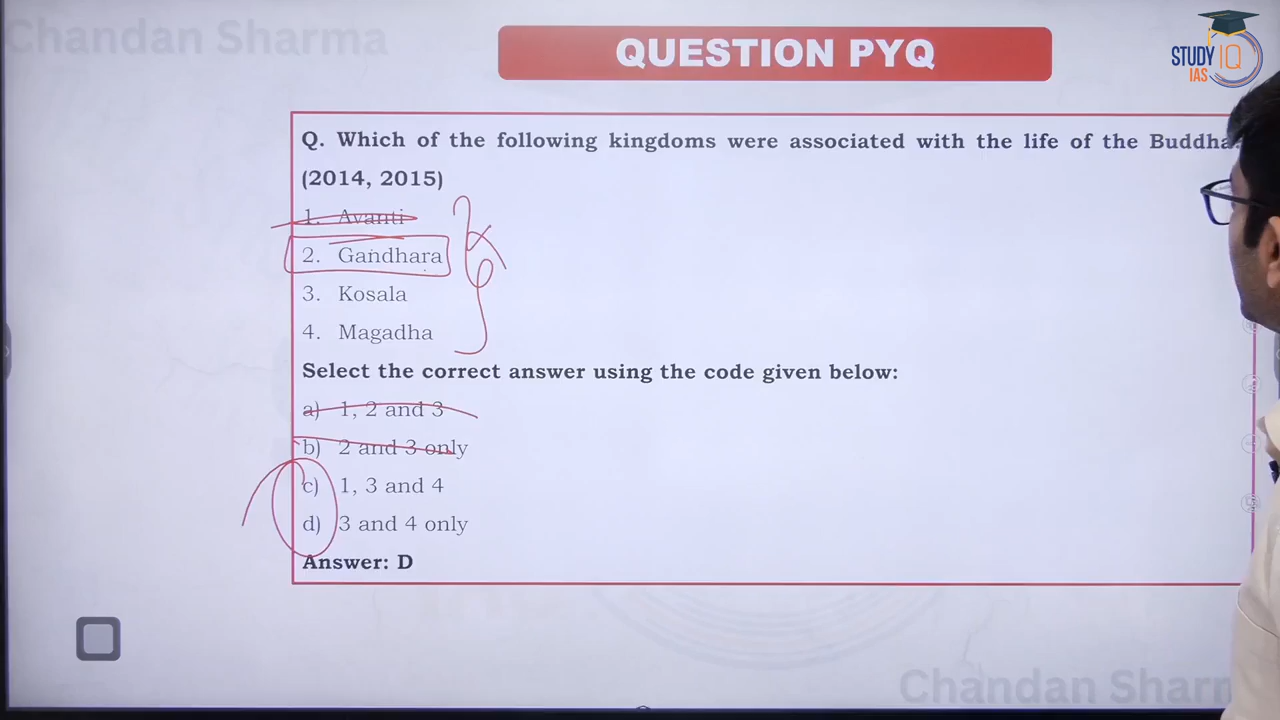 Chandan Sharma
QUESTION PYQ
STUDY IQ
IAS
Q. Which of the following kingdoms were associated with the life of the Buddha
(2014, 2015)
1. Avanti
2. Gandhara
3. Kosala
4. Magadha
Select the correct answer using the code given below:
a) 1, 2 and 3
b) 2 and 3 only
c) 1, 3 and 4
d) 3 and 4 only
Answer: D
Chandan Sharm